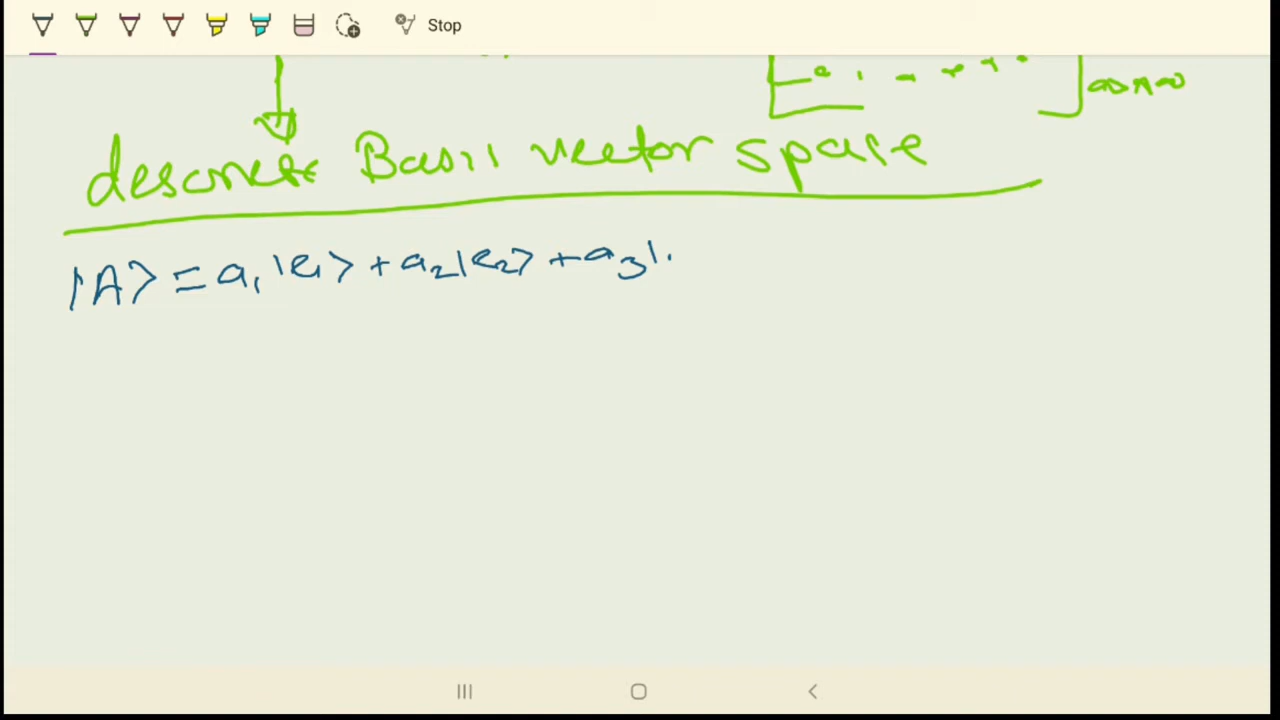 Stop
∞×∞
descrete Basis vector space
|A⟩ = a₁|e₁⟩ + a₂|e₂⟩ + a₃|